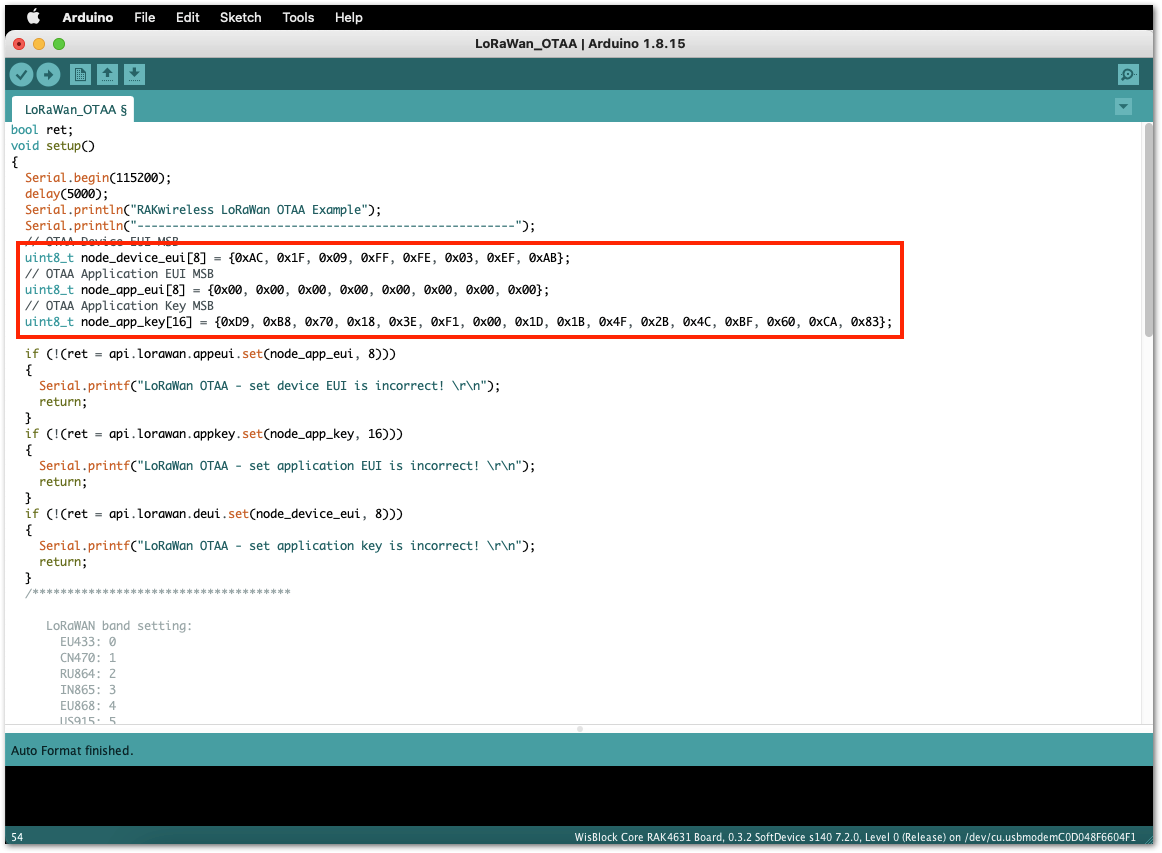 Arduino File Edit Sketch Tools Help
LoRaWan_OTAA | Arduino 1.8.15
LoRaWan_OTAA §
bool ret;
void setup()
{
Serial.begin(115200);
delay(5000);
Serial.println("RAKwireless LoRaWan OTAA Example");
Serial.println("------------------------------------------------------");
// OTAA Device EUI MSB
uint8_t node_device_eui[8] = {0xAC, 0x1F, 0x09, 0xFF, 0xFE, 0x03, 0xEF, 0xAB};
// OTAA Application EUI MSB
uint8_t node_app_eui[8] = {0x00, 0x00, 0x00, 0x00, 0x00, 0x00, 0x00, 0x00};
// OTAA Application Key MSB
uint8_t node_app_key[16] = {0xD9, 0xB8, 0x70, 0x18, 0x3E, 0xF1, 0x00, 0x1D, 0x1B, 0x4F, 0x2B, 0x4C, 0xBF, 0x60, 0xCA, 0x83};
if (!(ret = api.lorawan.appeui.set(node_app_eui, 8)))
{
Serial.printf("LoRaWan OTAA - set device EUI is incorrect! \r\n");
return;
}
if (!(ret = api.lorawan.appkey.set(node_app_key, 16)))
{
Serial.printf("LoRaWan OTAA - set application EUI is incorrect! \r\n");
return;
}
if (!(ret = api.lorawan.deui.set(node_device_eui, 8)))
{
Serial.printf("LoRaWan OTAA - set application key is incorrect! \r\n");
return;
}
/*************************************
LoRaWAN band setting:
EU433: 0
CN470: 1
RU864: 2
IN865: 3
EU868: 4
US915: 5
Auto Format finished.
54
WisBlock Core RAK4631 Board, 0.3.2 SoftDevice s140 7.2.0, Level 0 (Release) on /dev/cu.usbmodemC0D048F6604F1